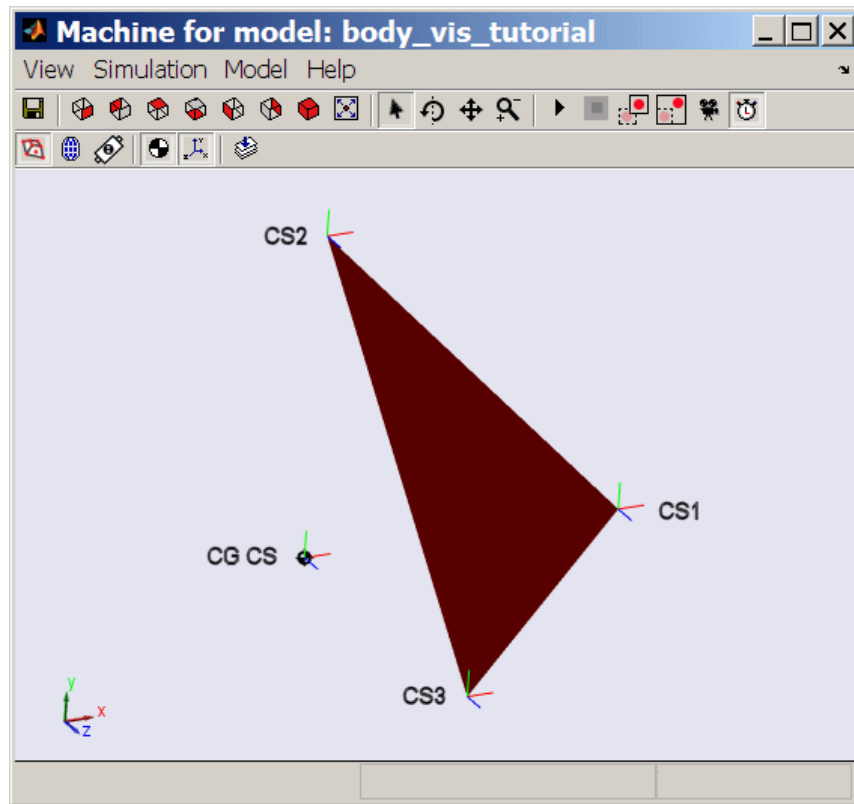 Machine for model: body_vis_tutorial
View Simulation Model Help
CS2
CS1
CG CS
CS3
y
x
z